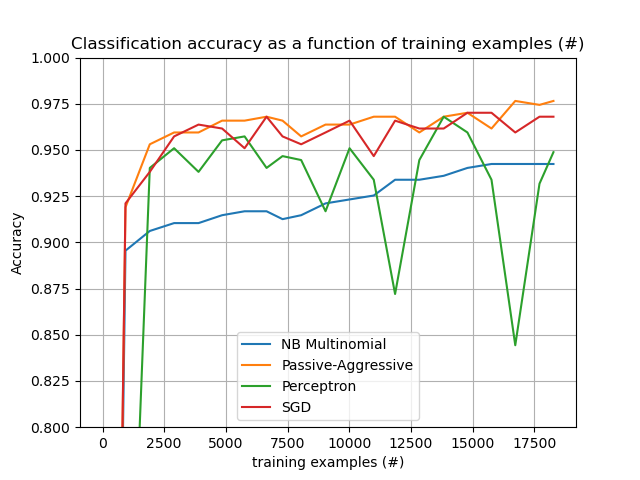 Classification accuracy as a function of training examples (#)
1.000
0.975
0.950
0.925
0.900
0.875
0.850
0.825
0.800
Accuracy
NB Multinomial
Passive-Aggressive
Perceptron
SGD
0 2500 5000 7500 10000 12500 15000 17500
training examples (#)